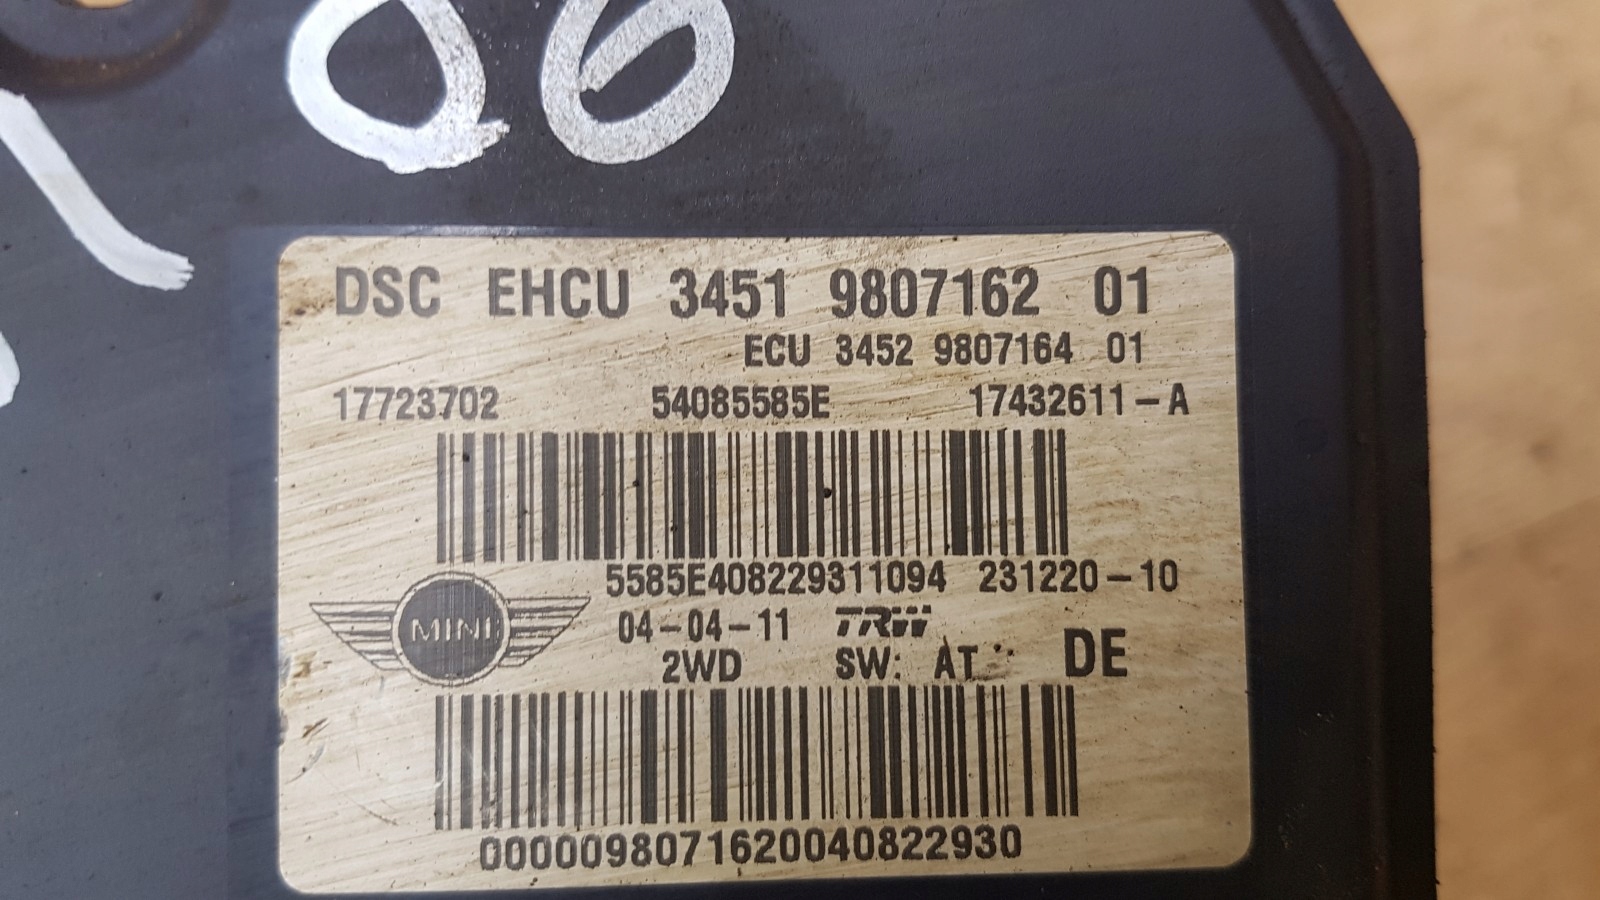 06
DSC EHCU 3451 9807162 01
ECU 3452 9807164 01
17723702 54085585E 17432611-A
5585E408229311094 231220-10
MINI
04-04-11 TRW
2WD SW: AT DE
0000098071620040822930